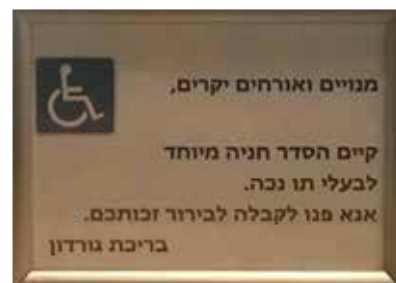 מנויים ואורחים יקרים,
קיים הסדר חניה מיוחד
לבעלי תו נכה.
אנא פנו לקבלה לבירור זכותכם.
בריכת גורדון